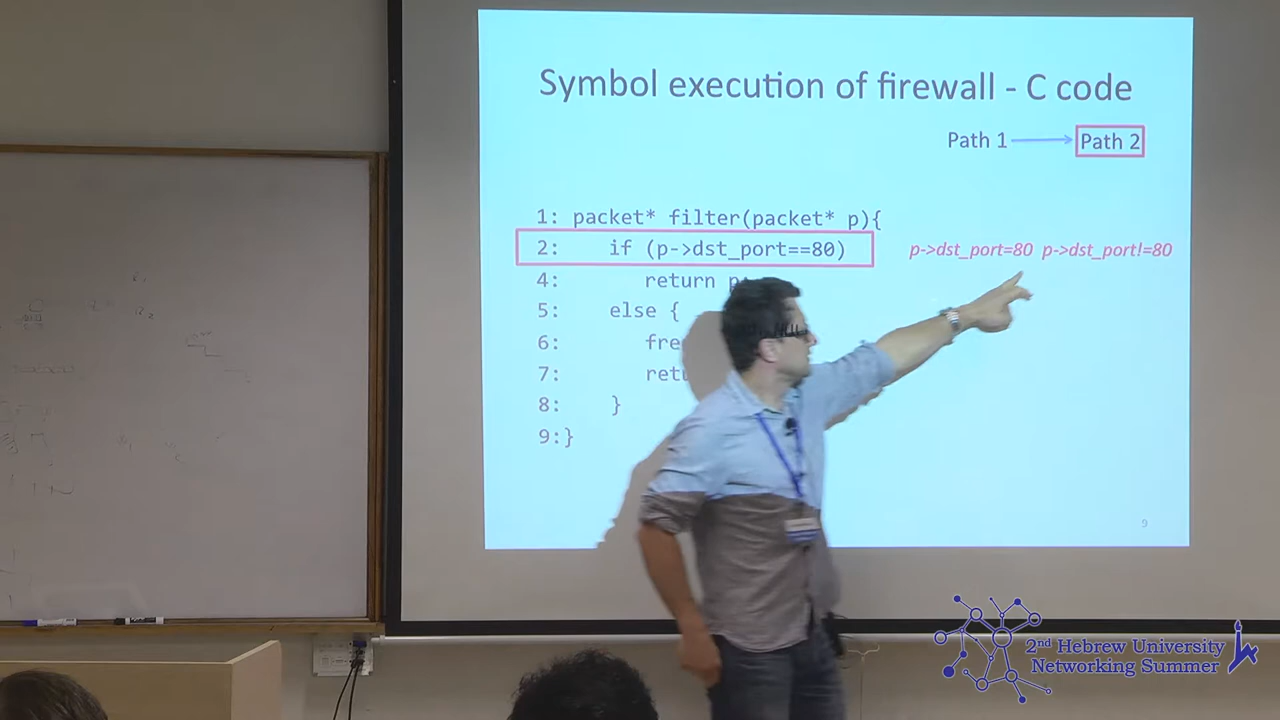 Symbol execution of firewall - C code
Path 1 Path 2
1: packet* filter(packet* p){
2: if (p->dst_port==80) p->dst_port=80 p->dst_port!=80
4: return
5: else {
6:
7:
8: }
9:}
9
2nd Hebrew University
Networking Summer